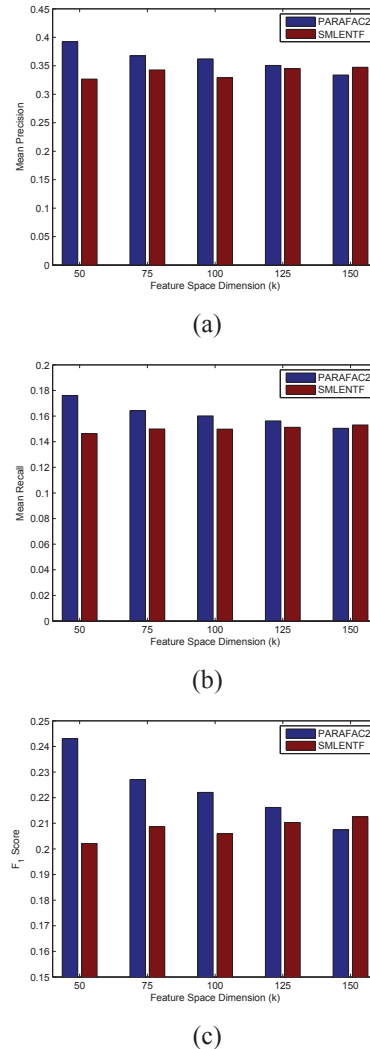 0.5
0.45
0.4
0.35
0.3
0.25
0.2
0.15
0.1
0.05
0
Mean Precision
PARAFAC2
SMLENTF
50 75 100 125 150
Feature Space Dimension (k)
(a)
0.2
0.18
0.16
0.14
0.12
0.1
0.08
0.06
0.04
0.02
0
Mean Recall
PARAFAC2
SMLENTF
50 75 100 125 150
Feature Space Dimension (k)
(b)
0.25
0.24
0.23
0.22
0.21
0.2
0.19
0.18
0.17
0.16
0.15
F1 Score
PARAFAC2
SMLENTF
50 75 100 125 150
Feature Space Dimension (k)
(c)